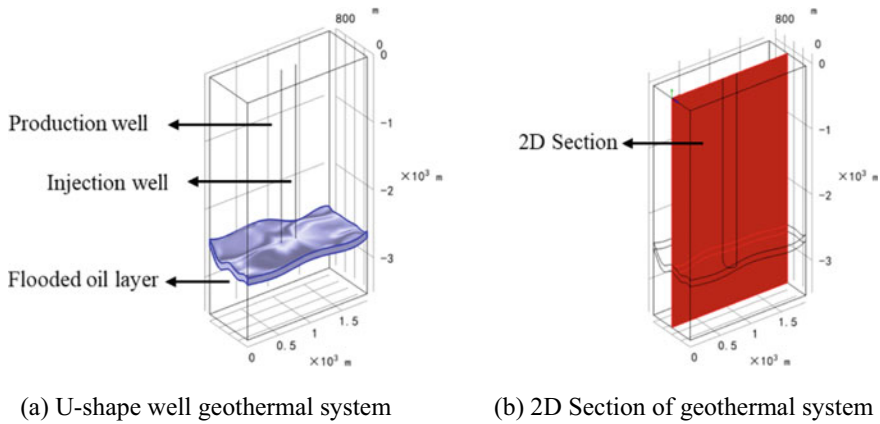 800
m
0
0
Production well
-1
×10³ m
Injection well
-2
Flooded oil layer
-3
0
0.5
1
1.5
×10³ m
(a) U-shape well geothermal system
800
m
0
0
-1
2D Section
×10³ m
-2
-3
0
0.5
1
1.5
×10³ m
(b) 2D Section of geothermal system